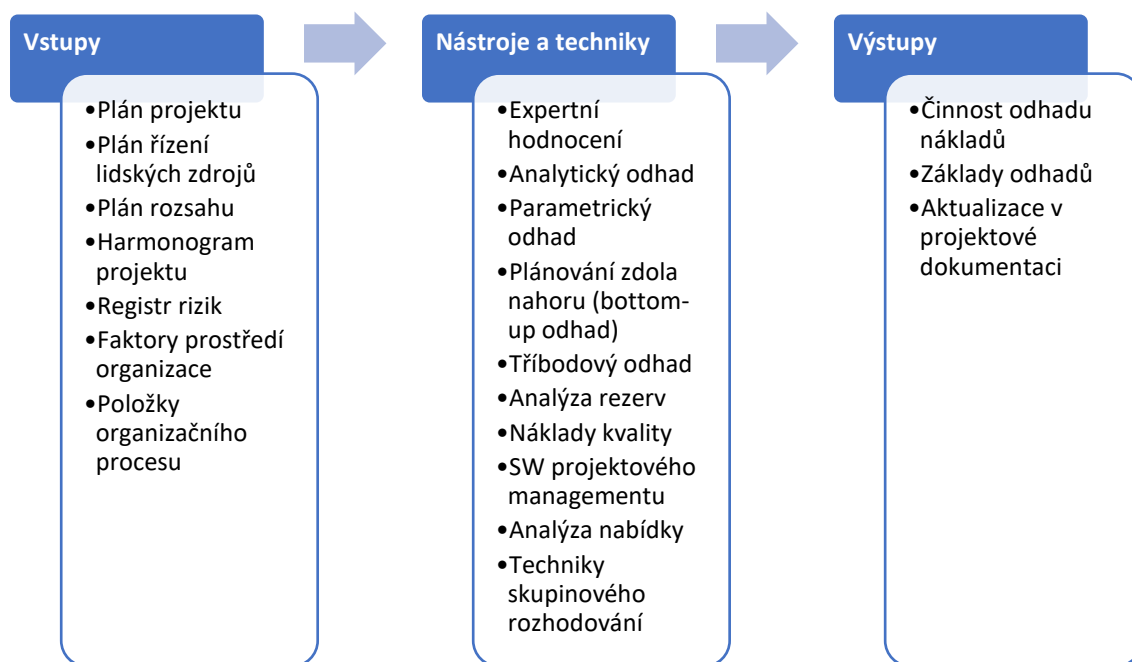 Vstupy
•Plán projektu
•Plán řízení
lidských zdrojů
•Plán rozsahu
•Harmonogram
projektu
•Registr rizik
•Faktory prostředí
organizace
•Položky
organizačního
procesu
Nástroje a techniky
•Expertní
hodnocení
•Analytický odhad
•Parametrický
odhad
•Plánování zdola
nahoru (bottom-
up odhad)
•Tříbodový odhad
•Analýza rezerv
•Náklady kvality
•SW projektového
managementu
•Analýza nabídky
•Techniky
skupinového
rozhodování
Výstupy
•Činnost odhadu
nákladů
•Základy odhadů
•Aktualizace v
projektové
dokumentaci